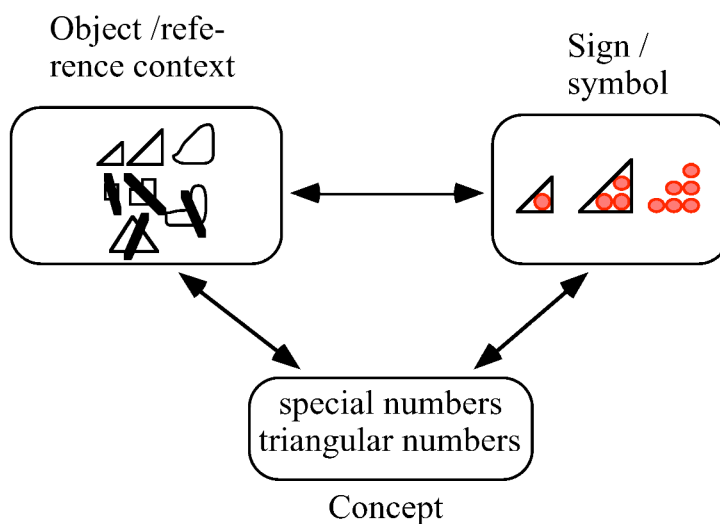 Object /refe-
rence context
Sign /
symbol
special numbers
triangular numbers
Concept